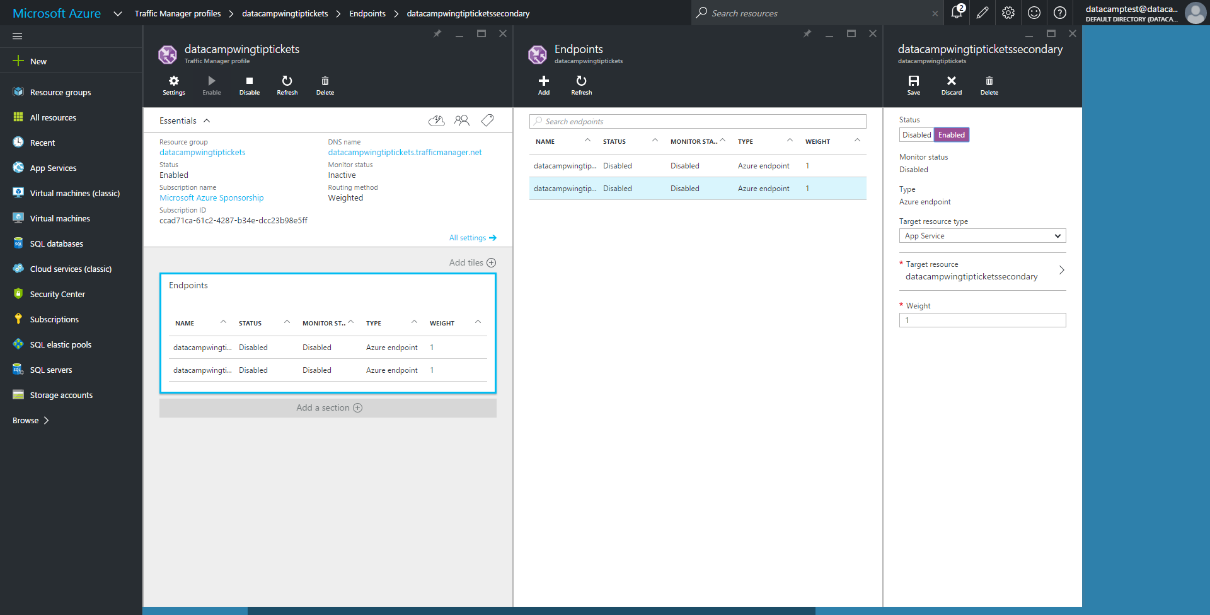 Microsoft Azure
Traffic Manager profiles
datacampwingtiptickets
Endpoints
datacampwingtipticketssecondary
Search resources
2
datacamptest@dataca...
DEFAULT DIRECTORY (DATACA...
New
Resource groups
All resources
Recent
App Services
Virtual machines (classic)
Virtual machines
SQL databases
Cloud services (classic)
Security Center
Subscriptions
SQL elastic pools
SQL servers
Storage accounts
Browse
datacampwingtiptickets
Traffic Manager profile
Settings Enable Disable Refresh Delete
Essentials
Resource group
datacampwingtiptickets
Status
Enabled
Subscription name
Microsoft Azure Sponsorship
Subscription ID
ccad71ca-61c2-4287-b34e-dcc23b98e5ff
DNS name
datacampwingtiptickets.trafficmanager.net
Monitor status
Inactive
Routing method
Weighted
All settings
Add tiles
Endpoints
NAME STATUS MONITOR ST... TYPE WEIGHT
datacampwingti... Disabled Disabled Azure endpoint 1
datacampwingti... Disabled Disabled Azure endpoint 1
Add a section
Endpoints
datacampwingtiptickets
Add Refresh
Search endpoints
NAME STATUS MONITOR STA... TYPE WEIGHT
datacampwingtip... Disabled Disabled Azure endpoint 1
datacampwingtip... Disabled Disabled Azure endpoint 1
datacampwingtipticketssecondary
datacampwingtiptickets
Save Discard Delete
Status
Disabled Enabled
Monitor status
Disabled
Type
Azure endpoint
Target resource type
App Service
* Target resource
datacampwingtipticketssecondary
* Weight
1